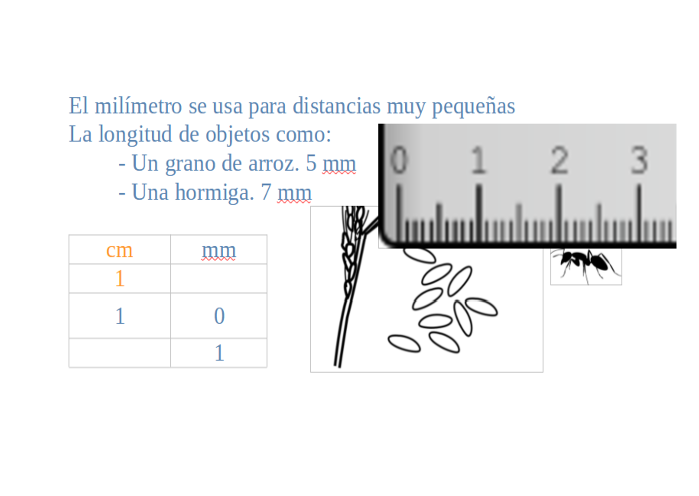 El milímetro se usa para distancias muy pequeñas
La longitud de objetos como:
- Un grano de arroz. 5 mm
- Una hormiga. 7 mm
0 1 2 3
cm mm
1
1 0
1